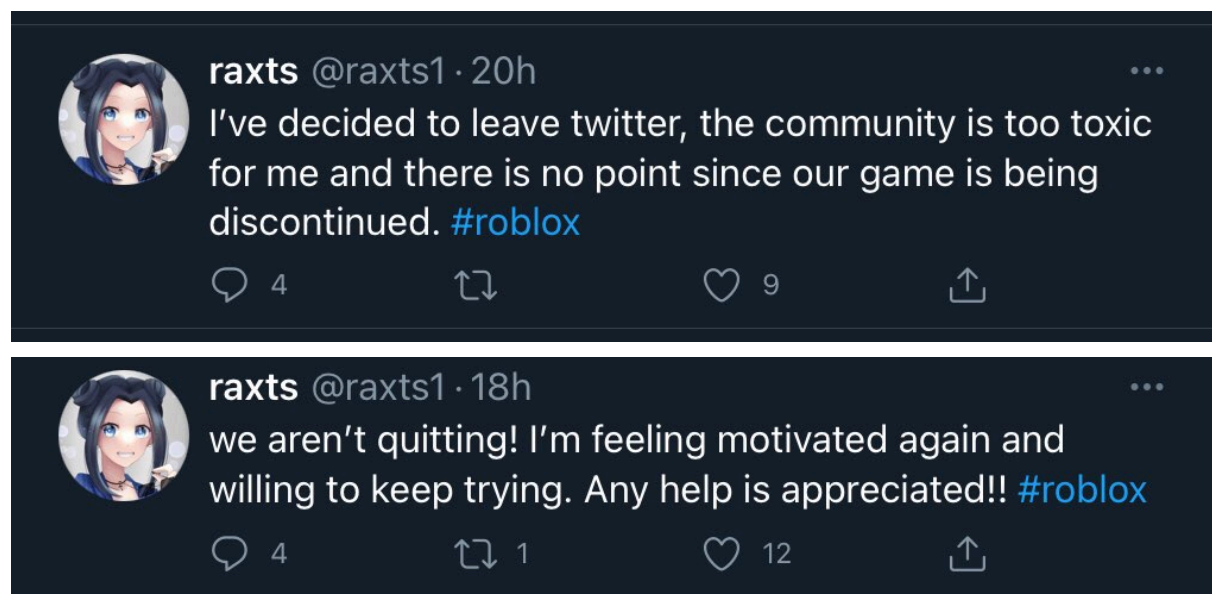 raxts @raxts1 · 20h
I’ve decided to leave twitter, the community is too toxic
for me and there is no point since our game is being
discontinued. #roblox
4 9
raxts @raxts1 · 18h
we aren’t quitting! I’m feeling motivated again and
willing to keep trying. Any help is appreciated!! #roblox
4 1 12